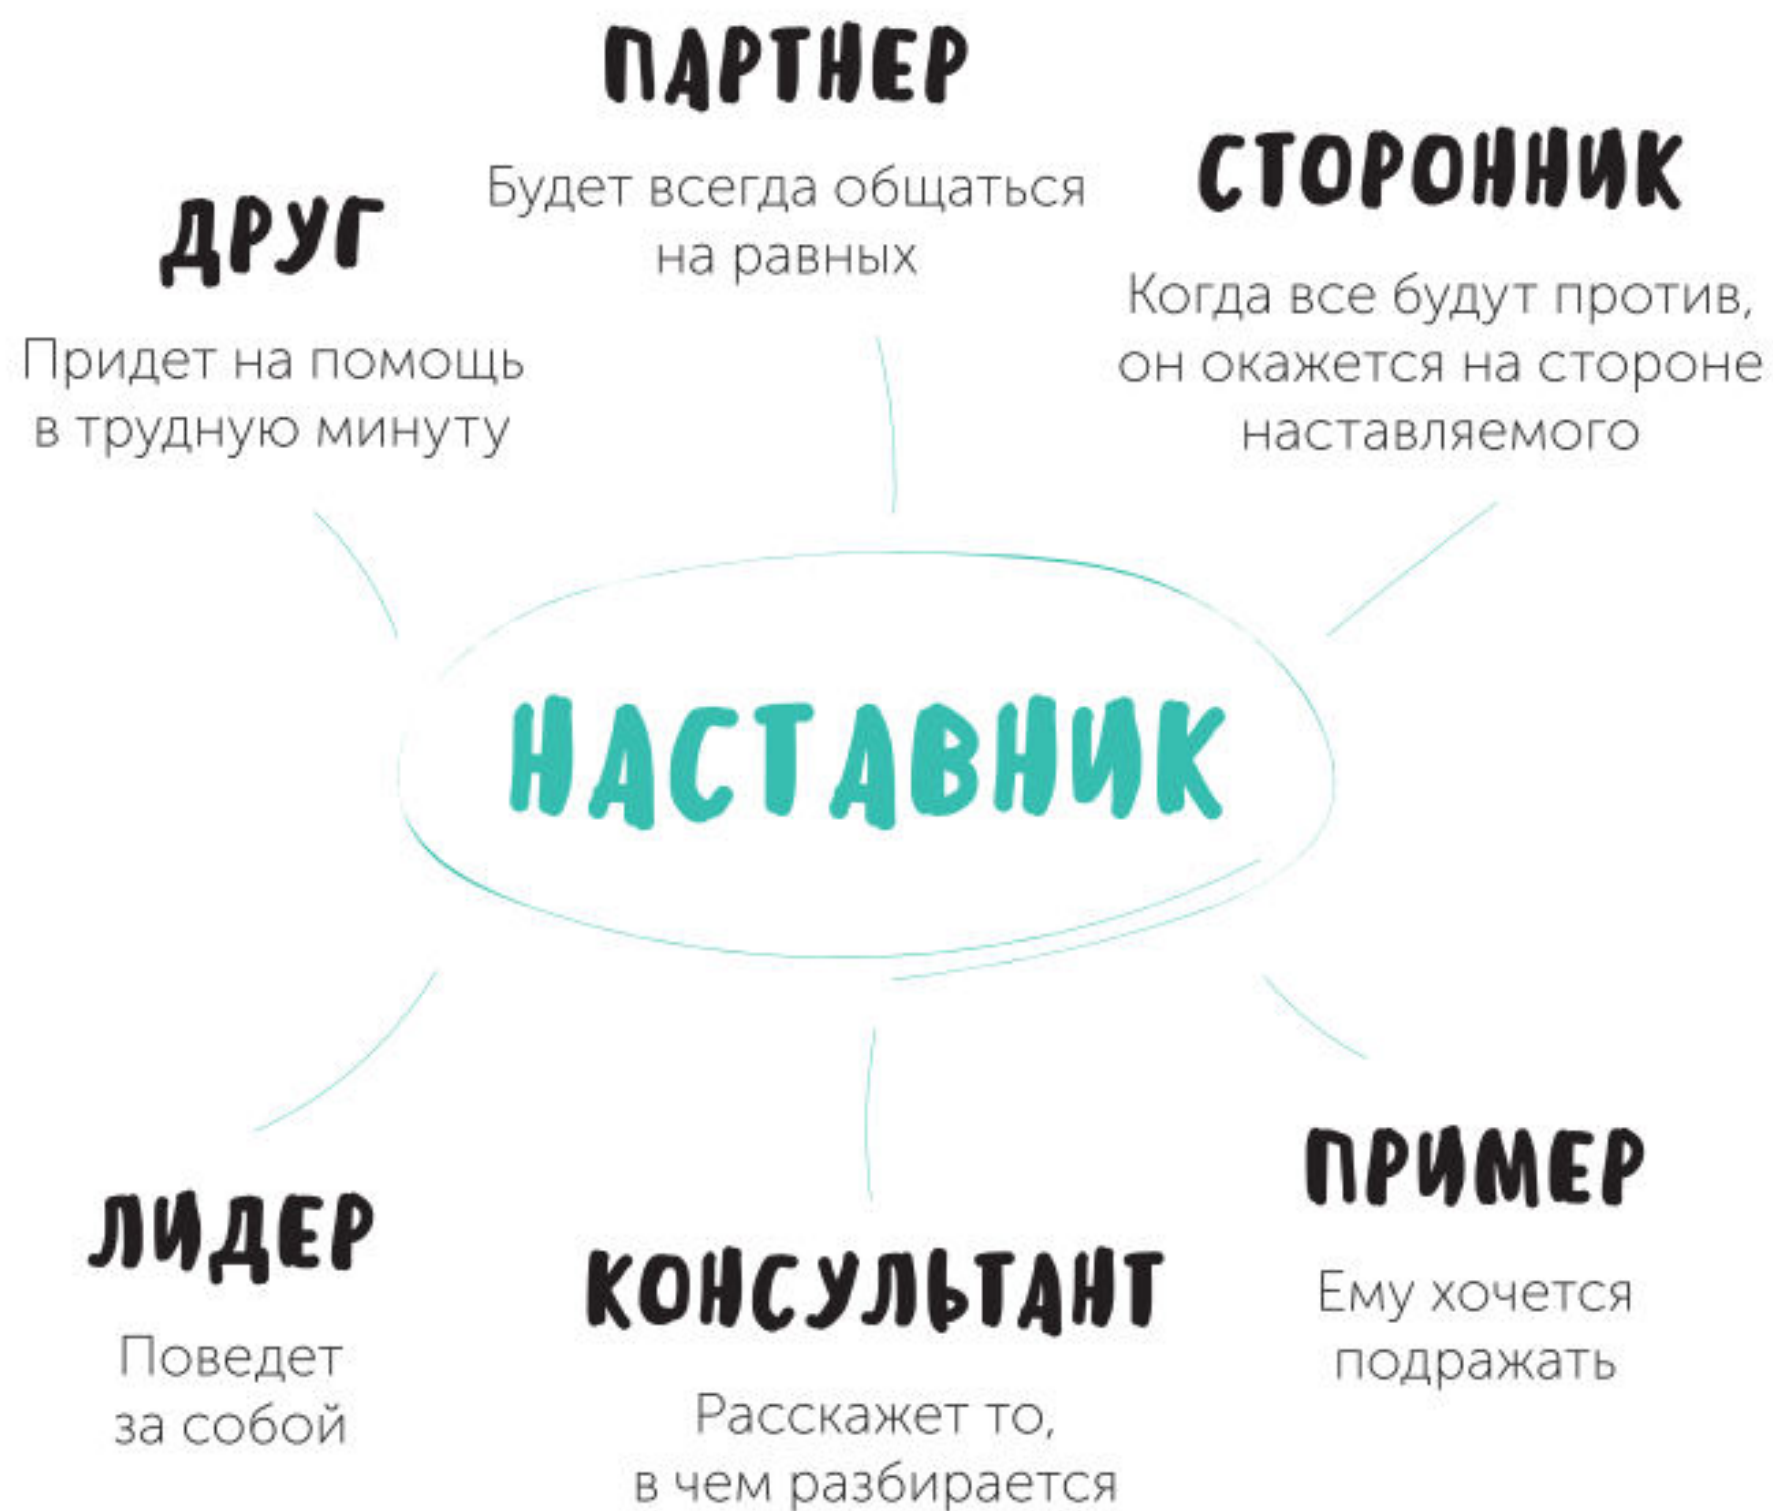 ПАРТНЕР
Будет всегда общаться
на равных
СТОРОННИК
Когда все будут против,
он окажется на стороне
наставляемого
ДРУГ
Придет на помощь
в трудную минуту
НАСТАВНИК
ЛИДЕР
Поведет
за собой
КОНСУЛЬТАНТ
Расскажет то,
в чем разбирается
ПРИМЕР
Ему хочется
подражать